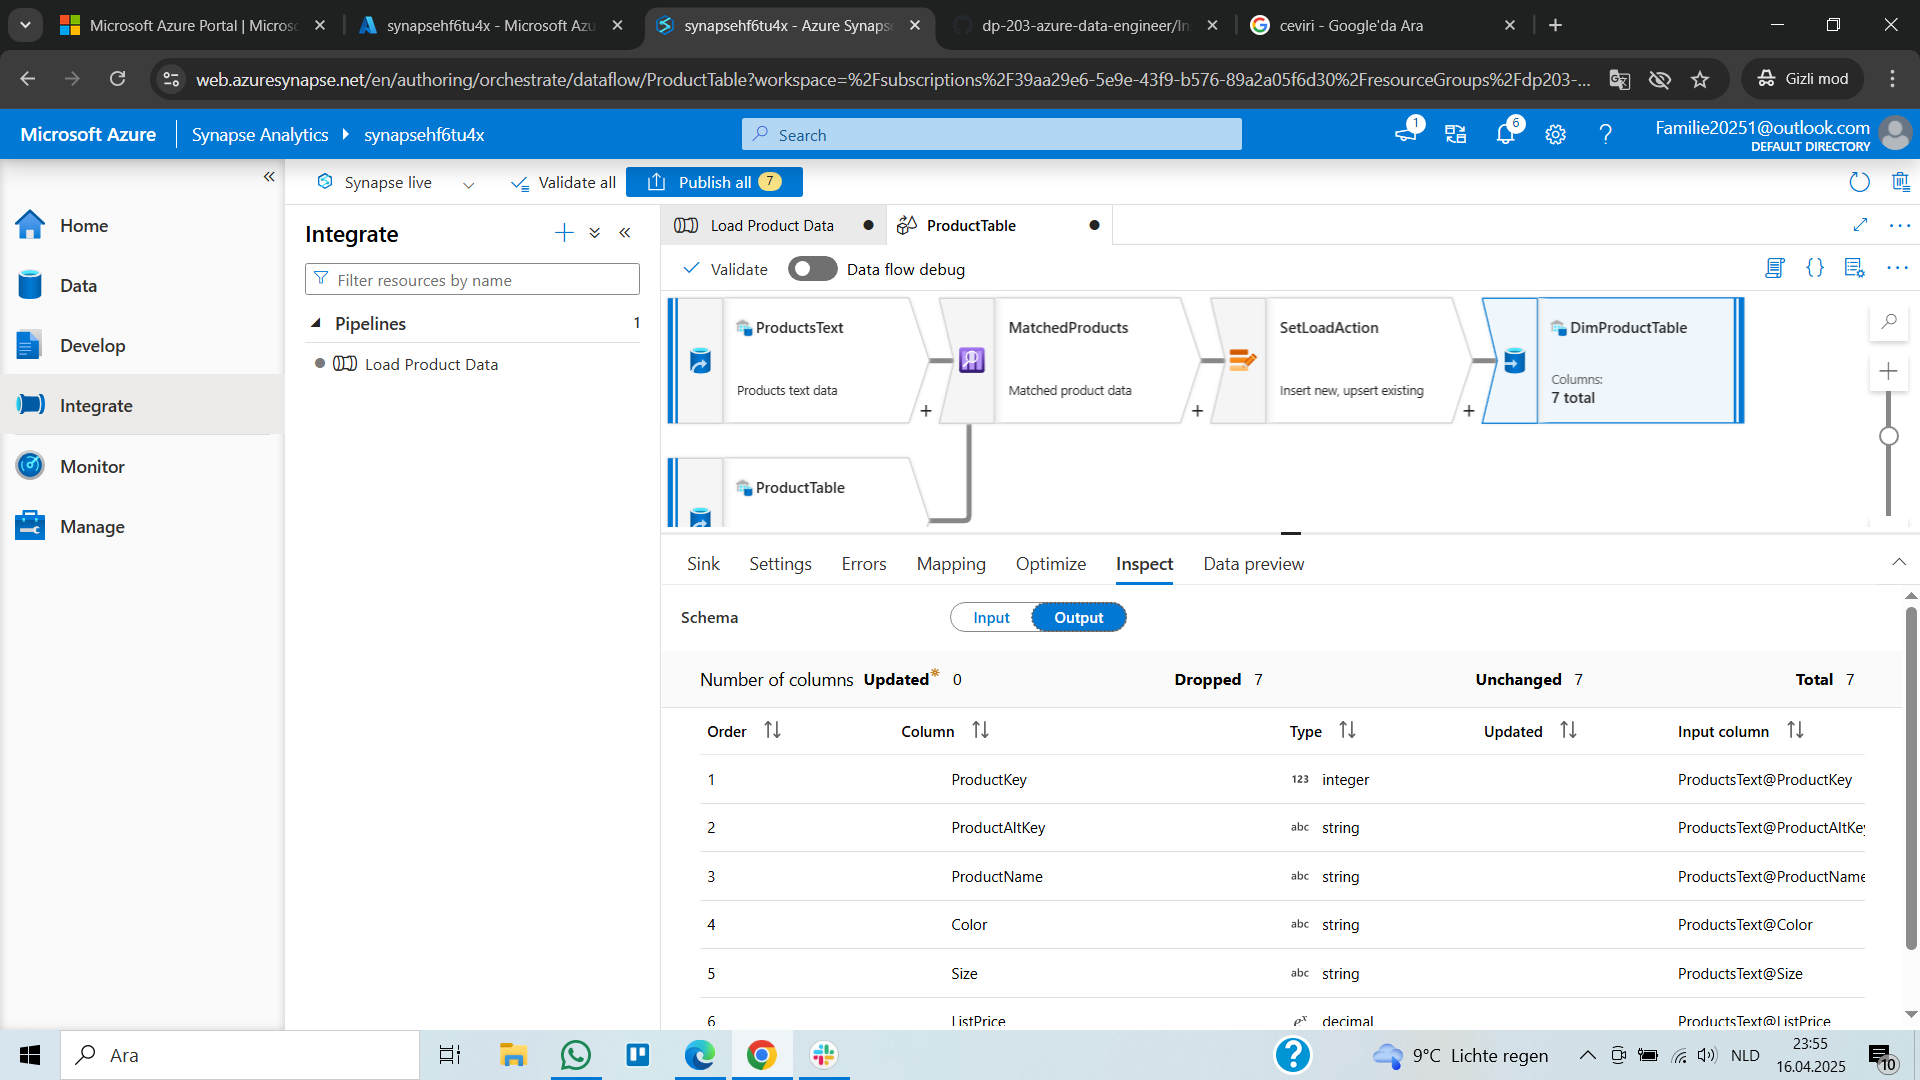 Microsoft Azure Portal | Micros
synapsehf6tu4x - Microsoft Azu
synapsehf6tu4x - Azure Synaps
dp-203-azure-data-engineer/In
ceviri - Google'da Ara
web.azuresynapse.net/en/authoring/orchestrate/dataflow/ProductTable?workspace=%2Fsubscriptions%2F39aa29e6-5e9e-43f9-b576-89a2a05f6d30%2FresourceGroups%2Fdp203-...
Gizli mod
Microsoft Azure
Synapse Analytics
synapsehf6tu4x
Search
1
6
Familie20251@outlook.com
DEFAULT DIRECTORY
Synapse live
Validate all
Publish all 7
Home
Data
Develop
Integrate
Monitor
Manage
Integrate
Filter resources by name
Pipelines 1
Load Product Data
Load Product Data
ProductTable
Validate
Data flow debug
ProductsText
Products text data
MatchedProducts
Matched product data
SetLoadAction
Insert new, upsert existing
DimProductTable
Columns:
7 total
ProductTable
Sink Settings Errors Mapping Optimize Inspect Data preview
Schema Input Output
Number of columns Updated* 0 Dropped 7 Unchanged 7 Total 7
Order Column Type Updated Input column
1 ProductKey 123 integer ProductsText@ProductKey
2 ProductAltKey abc string ProductsText@ProductAltKey
3 ProductName abc string ProductsText@ProductName
4 Color abc string ProductsText@Color
5 Size abc string ProductsText@Size
6 ListPrice eˣ decimal ProductsText@ListPrice
Ara
9°C Lichte regen
NLD
23:55
16.04.2025
10